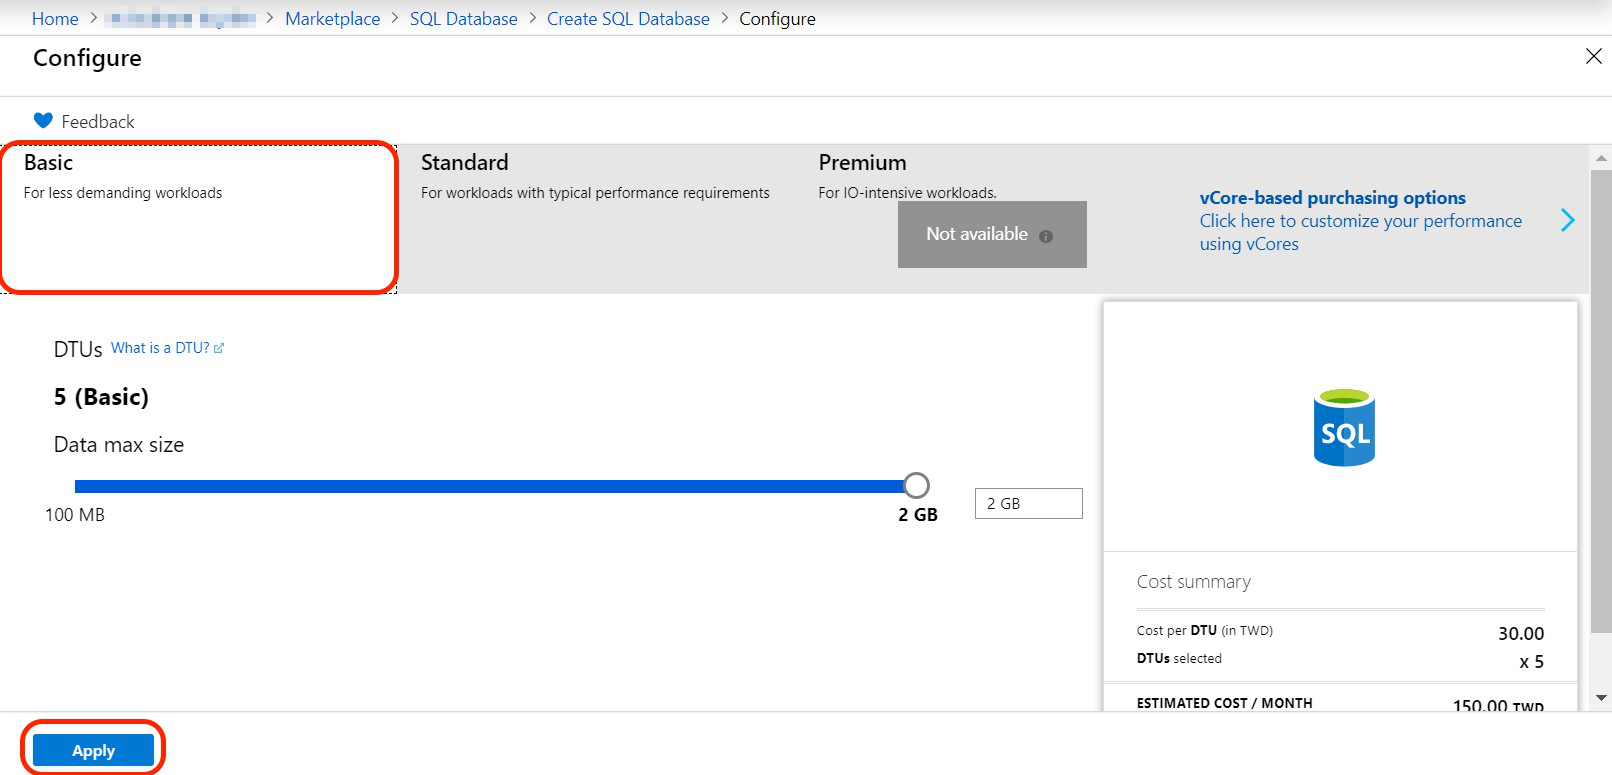 Home > > Marketplace > SQL Database > Create SQL Database > Configure
Configure
Feedback
Basic
For less demanding workloads
Standard
For workloads with typical performance requirements
Premium
For IO-intensive workloads.
Not available
vCore-based purchasing options
Click here to customize your performance
using vCores
DTUs What is a DTU?
5 (Basic)
Data max size
100 MB
2 GB
2 GB
SQL
Cost summary
Cost per DTU (in TWD) 30.00
DTUs selected x 5
ESTIMATED COST / MONTH 150.00 TWD
Apply